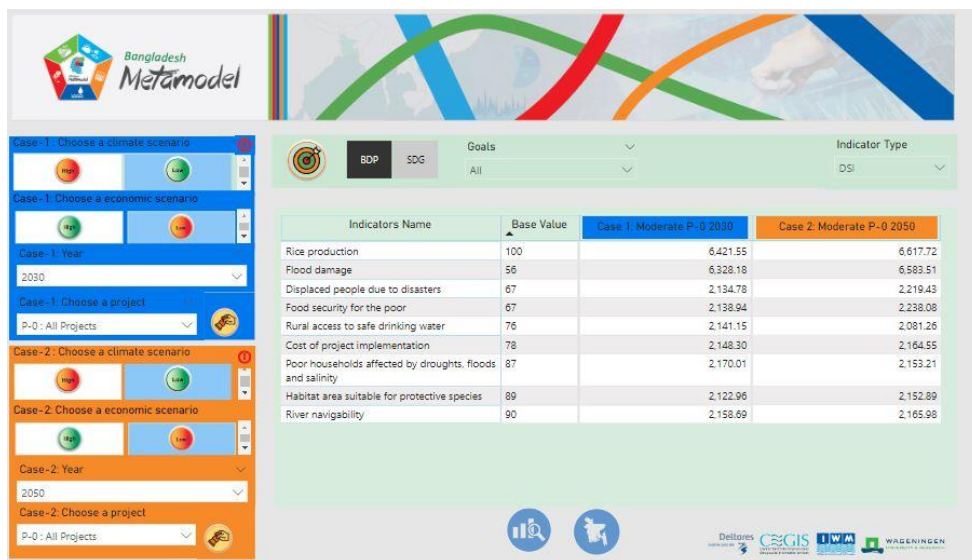 Bangladesh
Metamodel
Case-1: Choose a climate scenario
High
Low
Case-1: Choose a economic scenario
High
Low
Case-1: Year
2030
Case-1: Choose a project
P-0 : All Projects
Case-2: Choose a climate scenario
High
Low
Case-2: Choose a economic scenario
High
Low
Case-2: Year
2050
Case-2: Choose a project
P-0 : All Projects
BDP SDG
Goals
All
Indicator Type
DSI
Indicators Name Base Value Case 1: Moderate P-0 2030 Case 2: Moderate P-0 2050
Rice production 100 6,421.55 6,617.72
Flood damage 56 6,328.18 6,583.51
Displaced people due to disasters 67 2,134.78 2,219.43
Food security for the poor 67 2,138.94 2,238.08
Rural access to safe drinking water 76 2,141.15 2,081.26
Cost of project implementation 78 2,148.30 2,164.55
Poor households affected by droughts, floods 87 2,170.01 2,153.21
and salinity
Habitat area suitable for protective species 89 2,122.96 2,152.89
River navigability 90 2,158.69 2,165.98
Deltares CEGIS IWM WAGENINGEN